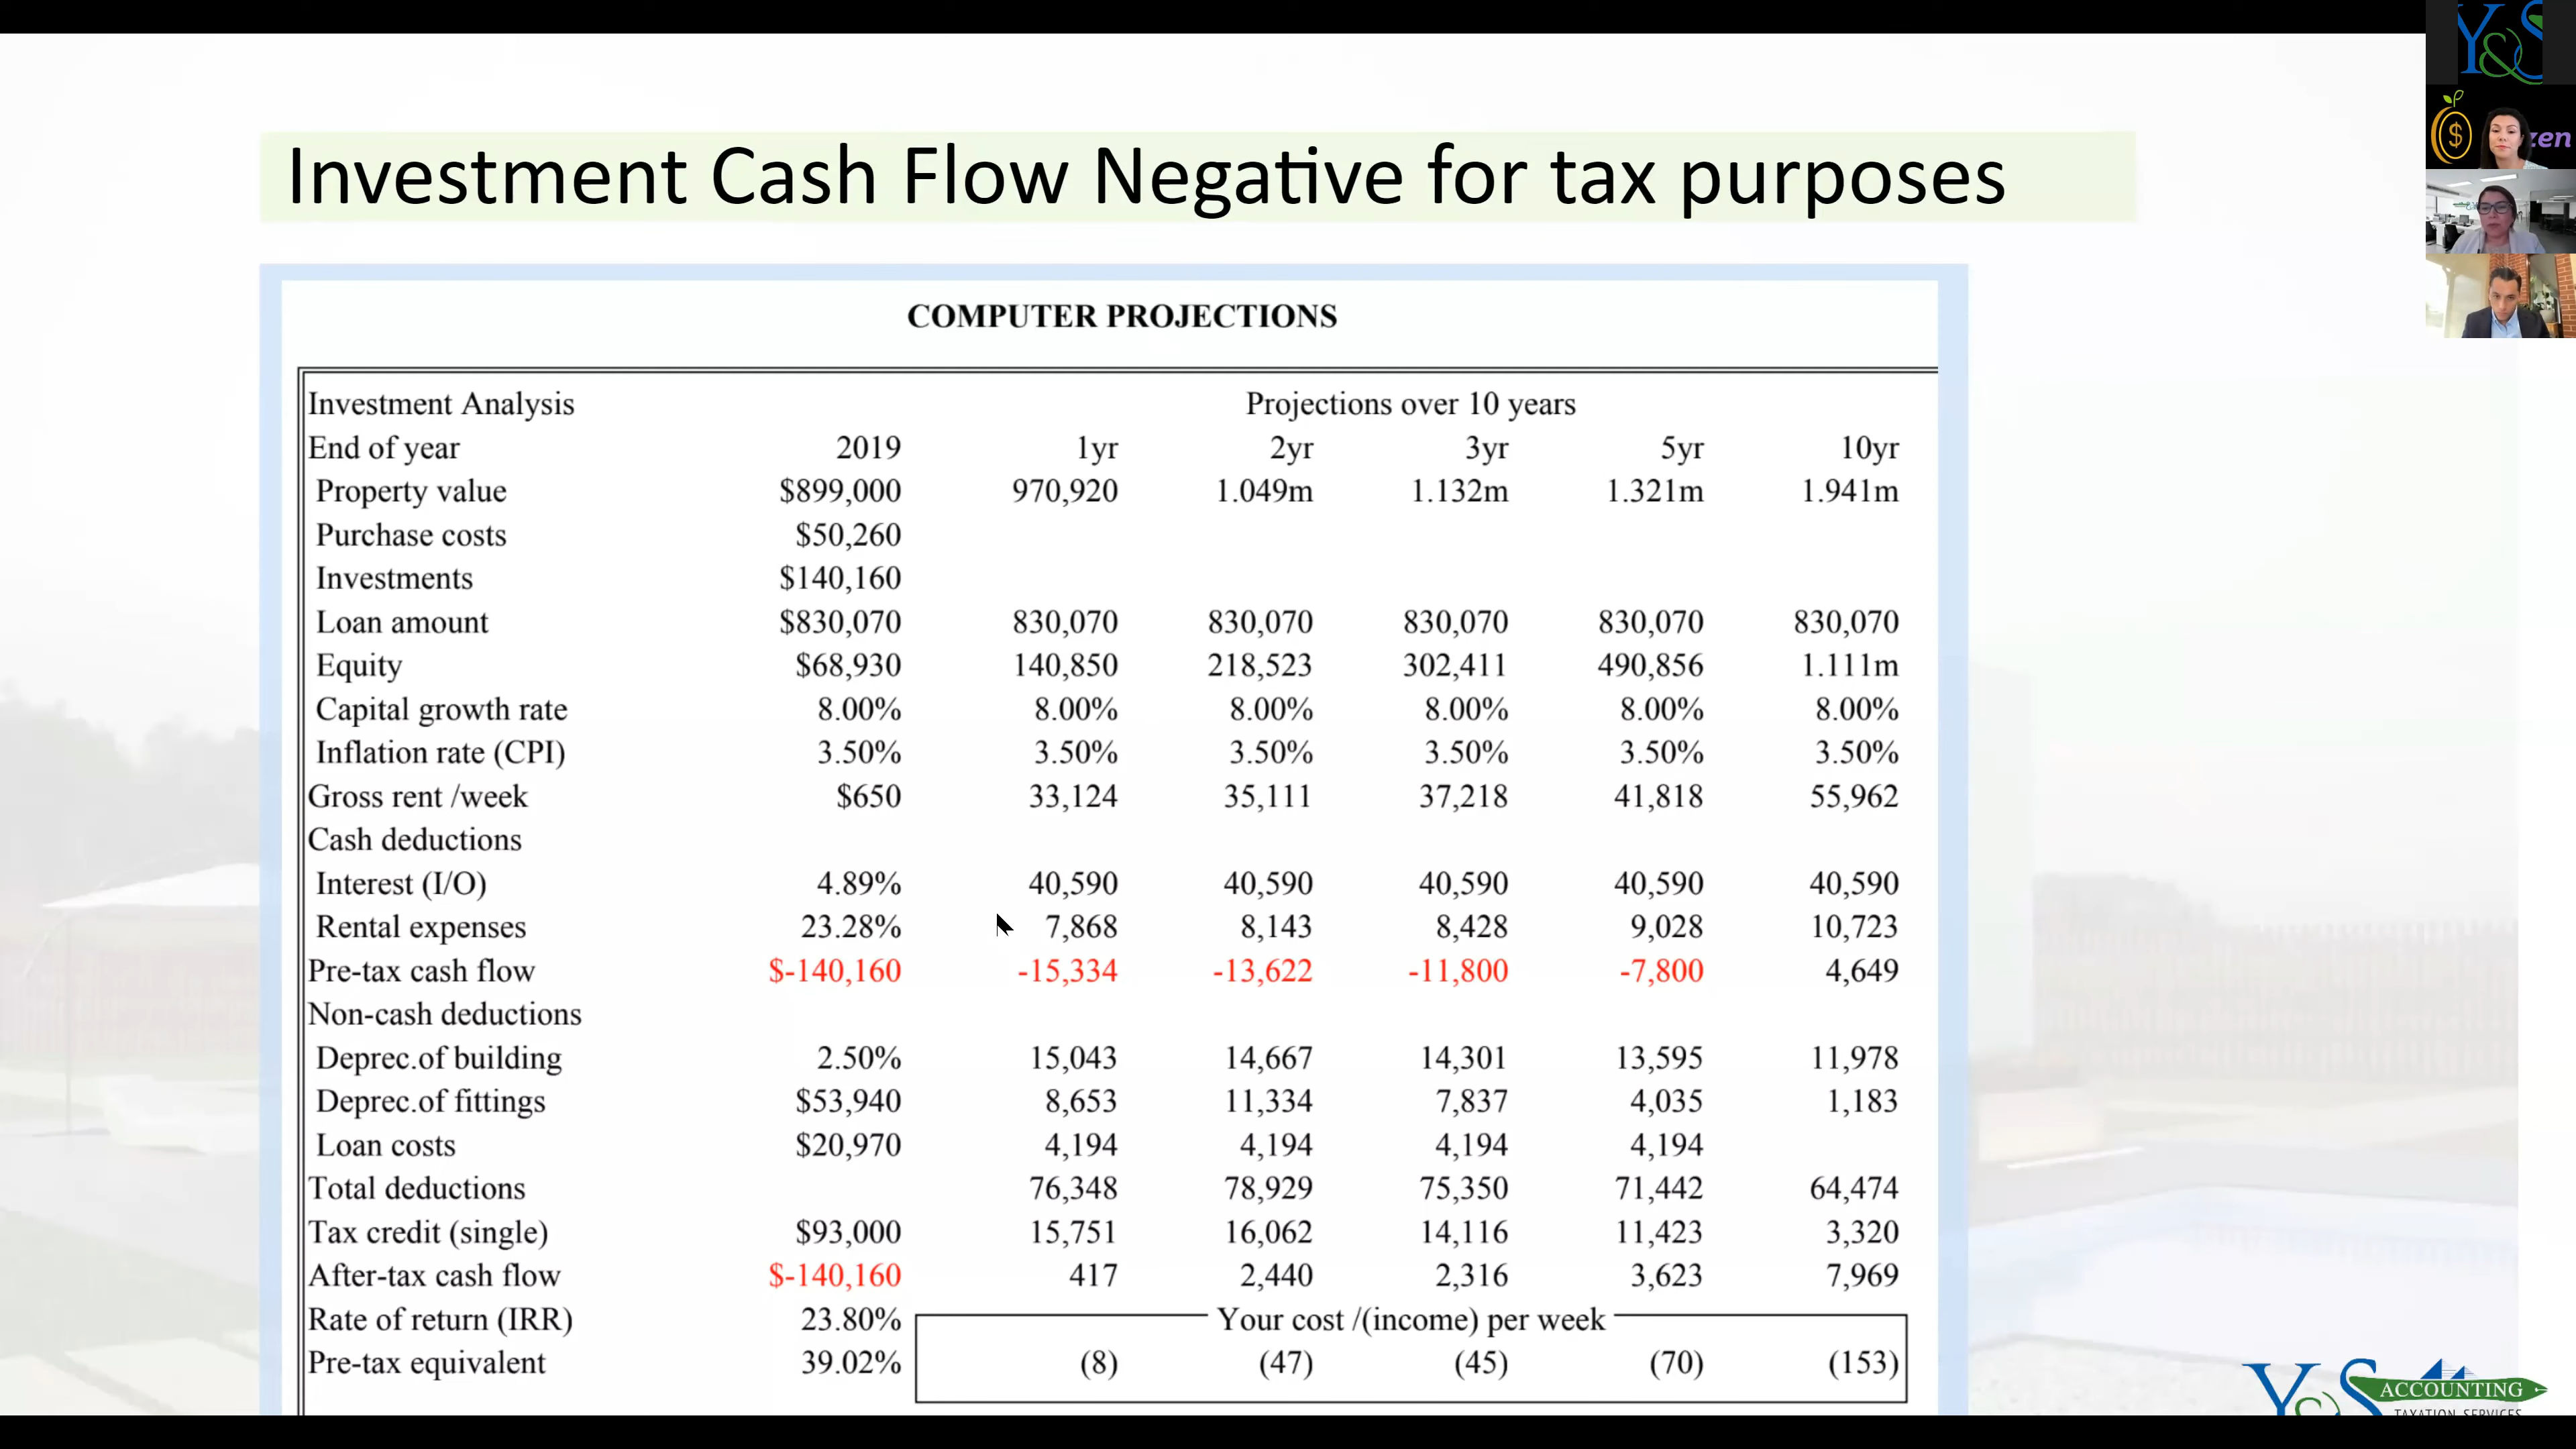 Y&S
zen
Investment Cash Flow Negative for tax purposes
COMPUTER PROJECTIONS
Investment Analysis Projections over 10 years
End of year 2019 1yr 2yr 3yr 5yr 10yr
Property value $899,000 970,920 1.049m 1.132m 1.321m 1.941m
Purchase costs $50,260
Investments $140,160
Loan amount $830,070 830,070 830,070 830,070 830,070 830,070
Equity $68,930 140,850 218,523 302,411 490,856 1.111m
Capital growth rate 8.00% 8.00% 8.00% 8.00% 8.00% 8.00%
Inflation rate (CPI) 3.50% 3.50% 3.50% 3.50% 3.50% 3.50%
Gross rent /week $650 33,124 35,111 37,218 41,818 55,962
Cash deductions
Interest (I/O) 4.89% 40,590 40,590 40,590 40,590 40,590
Rental expenses 23.28% 7,868 8,143 8,428 9,028 10,723
Pre-tax cash flow $-140,160 -15,334 -13,622 -11,800 -7,800 4,649
Non-cash deductions
Deprec.of building 2.50% 15,043 14,667 14,301 13,595 11,978
Deprec.of fittings $53,940 8,653 11,334 7,837 4,035 1,183
Loan costs $20,970 4,194 4,194 4,194 4,194
Total deductions 76,348 78,929 75,350 71,442 64,474
Tax credit (single) $93,000 15,751 16,062 14,116 11,423 3,320
After-tax cash flow $-140,160 417 2,440 2,316 3,623 7,969
Rate of return (IRR) 23.80% Your cost /(income) per week
Pre-tax equivalent 39.02% (8) (47) (45) (70) (153)
Y&S ACCOUNTING
TAXATION SERVICES